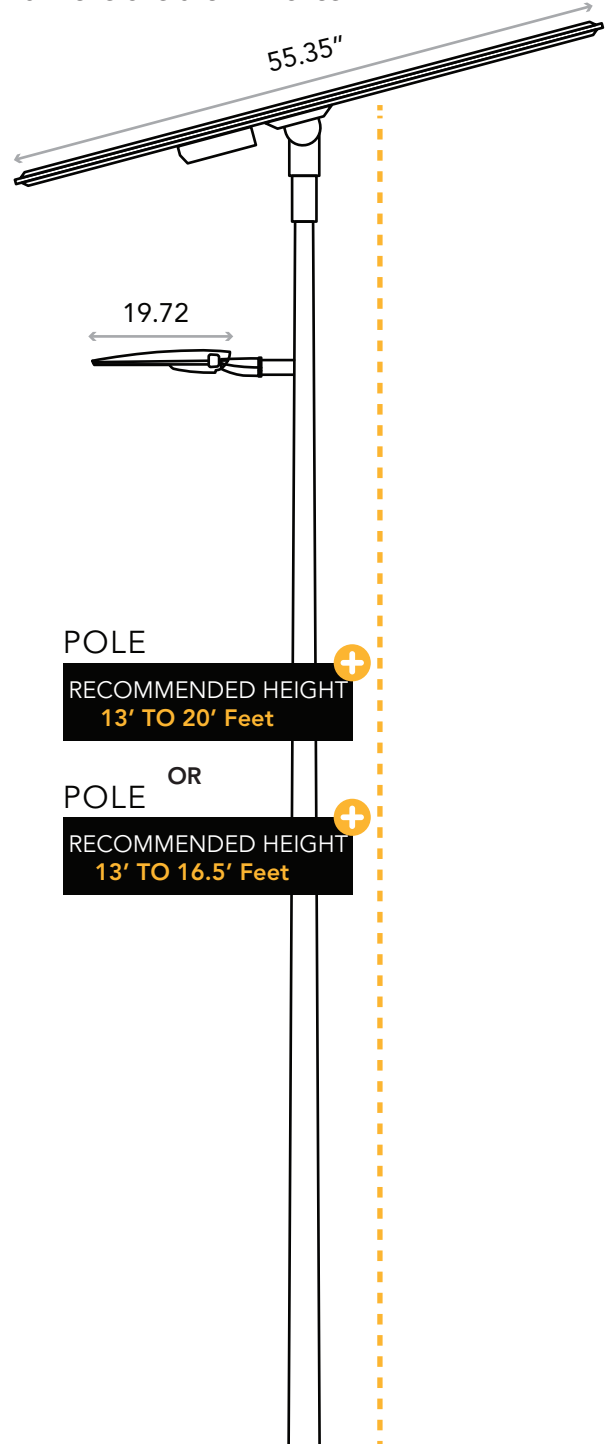 55.35”
19.72
POLE
RECOMMENDED HEIGHT
13’ TO 20’ Feet
OR
POLE
RECOMMENDED HEIGHT
13’ TO 16.5’ Feet